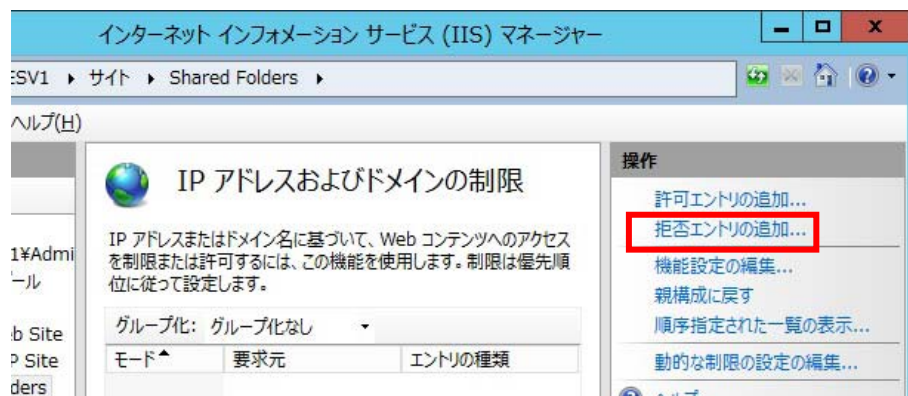 インターネット インフォメーション サービス (IIS) マネージャー
ESV1 ▸ サイト ▸ Shared Folders ▸
ヘルプ(H)
IP アドレスおよびドメインの制限
IP アドレスまたはドメイン名に基づいて、Web コンテンツへのアクセス
を制限または許可するには、この機能を使用します。制限は優先順
位に従って設定します。
グループ化: グループ化なし
モード 要求元 エントリの種類
1¥Admi
ール
b Site
P Site
ders
操作
許可エントリの追加...
拒否エントリの追加...
機能設定の編集...
親構成に戻す
順序指定された一覧の表示...
動的な制限の設定の編集...
ヘルプ